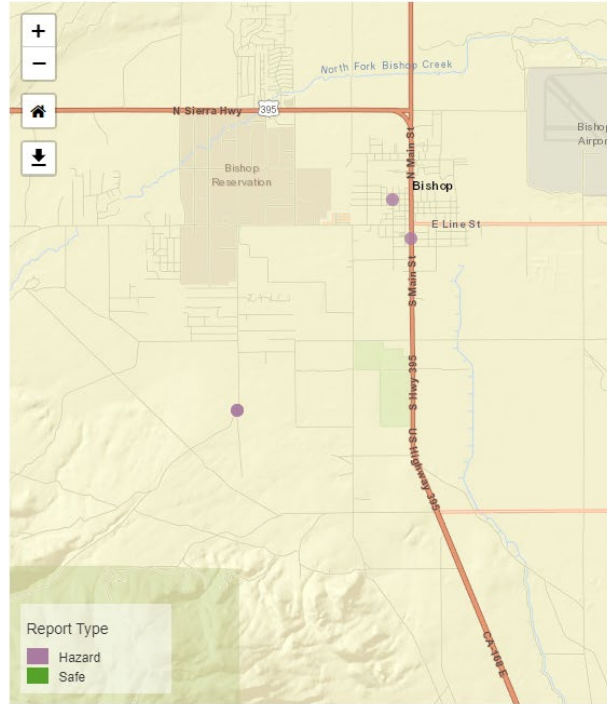 +
−
North Fork Bishop Creek
N Sierra Hwy
395
N Main St
Bishop
Airpor
Bishop
Reservation
Bishop
E Line St
S Main St
S Hwy 395
US Highway 395
CA-168 E
Report Type
Hazard
Safe